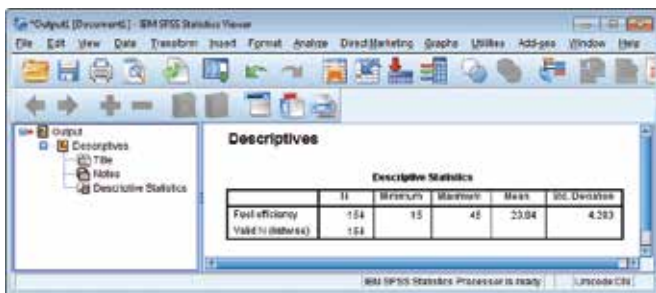 *Output1 [Document1] - IBM SPSS Statistics Viewer
File Edit View Data Transform Insert Format Analyze Direct Marketing Graphs Utilities Add-ons Window Help
Output
Descriptives
Title
Notes
Descriptive Statistics
Descriptives
Descriptive Statistics
N Minimum Maximum Mean Std. Deviation
Fuel efficiency 154 15 45 23.84
Valid N (listwise) 154
IBM SPSS Statistics Processor is ready Unicode:ON